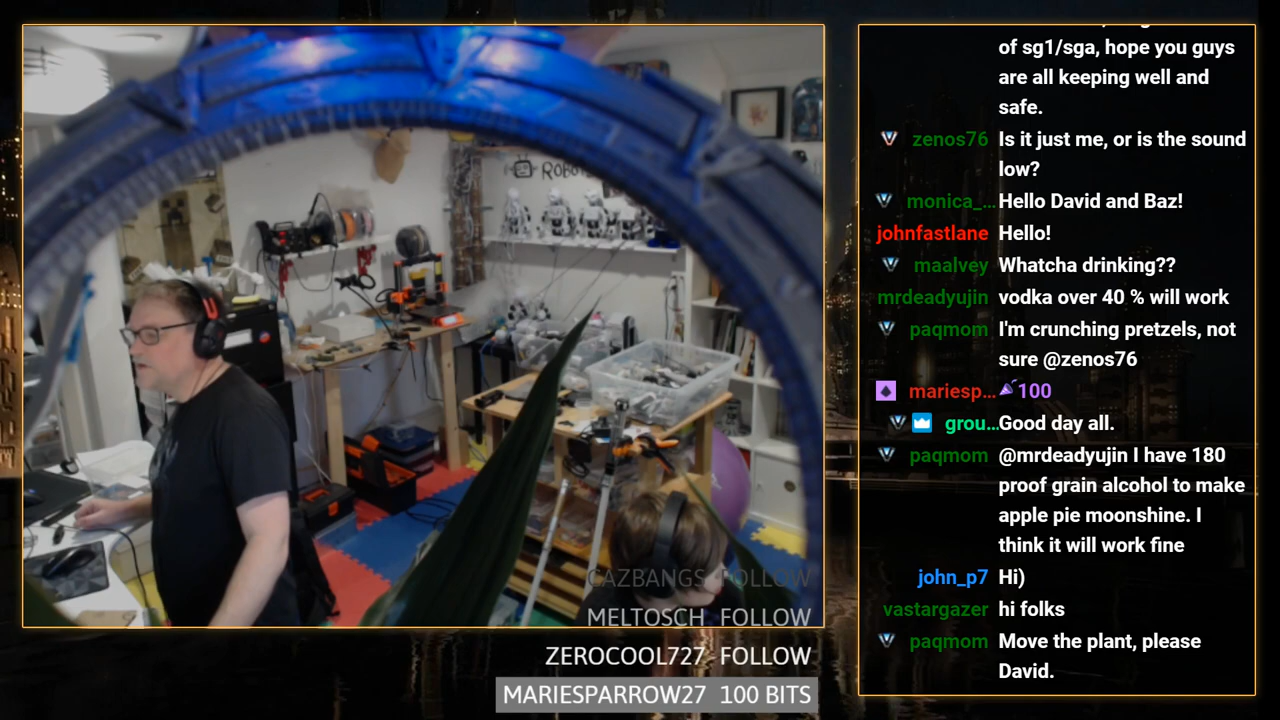 ROBOTS
of sg1/sga, hope you guys
are all keeping well and
safe.
zenos76 Is it just me, or is the sound
low?
monica_... Hello David and Baz!
johnfastlane Hello!
maalvey Whatcha drinking??
mrdeadyujin vodka over 40 % will work
paqmom I'm crunching pretzels, not
sure @zenos76
mariesp... 100
grou... Good day all.
paqmom @mrdeadyujin I have 180
proof grain alcohol to make
apple pie moonshine. I
think it will work fine
john_p7 Hi)
vastargazer hi folks
paqmom Move the plant, please
David.
CAZBANGS FOLLOW
MELTOSCH FOLLOW
ZEROCOOL727 FOLLOW
MARIESPARROW27 100 BITS